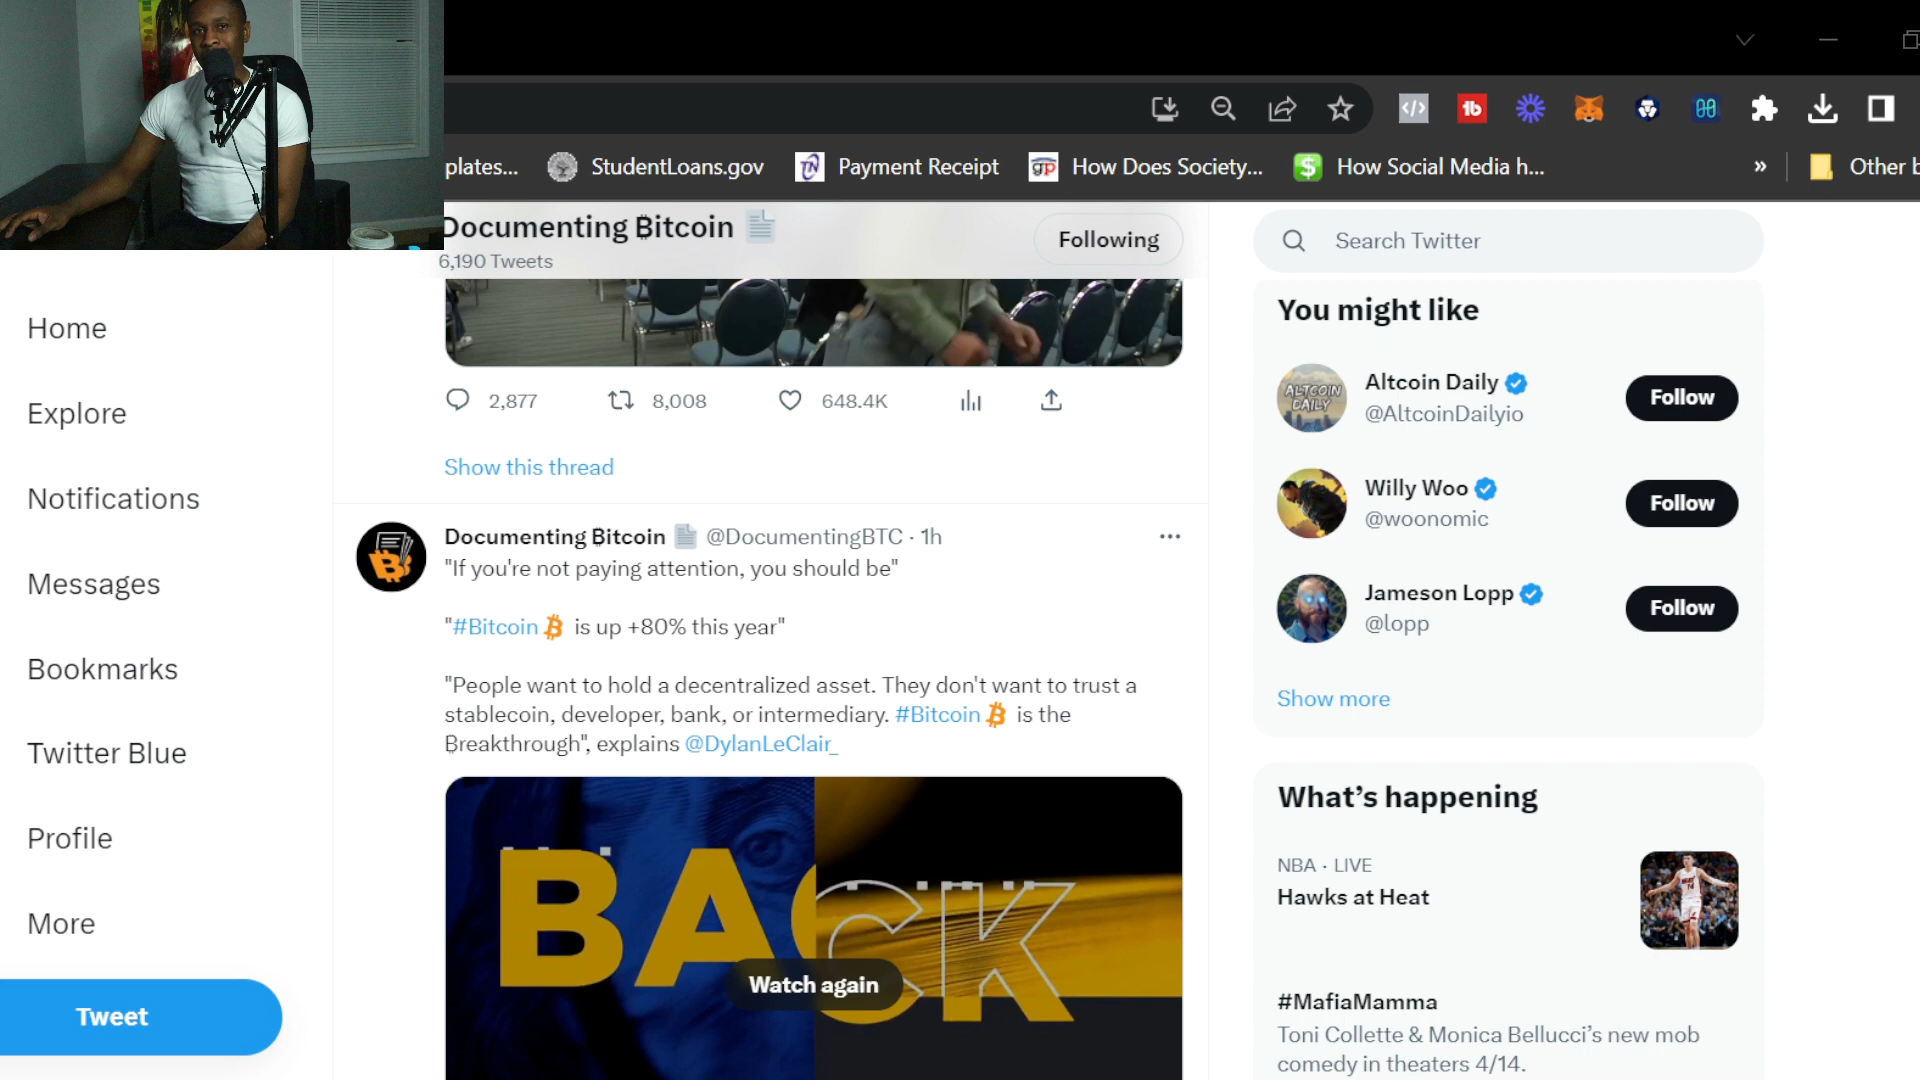 plates...
StudentLoans.gov
Payment Receipt
How Does Society...
How Social Media h...
»
Other b
Documenting ₿itcoin
6,190 Tweets
Following
Search Twitter
Home
Explore
Notifications
Messages
Bookmarks
Twitter Blue
Profile
More
Tweet
2,877
8,008
648.4K
Show this thread
Documenting ₿itcoin @DocumentingBTC · 1h
"If you're not paying attention, you should be"
"#Bitcoin is up +80% this year"
"People want to hold a decentralized asset. They don't want to trust a
stablecoin, developer, bank, or intermediary. #Bitcoin is the
Breakthrough", explains @DylanLeClair_
BACK
Watch again
You might like
ALTCOIN
DAILY
Altcoin Daily
@AltcoinDailyio
Follow
Willy Woo
@woonomic
Follow
Jameson Lopp
@lopp
Follow
Show more
What's happening
NBA · LIVE
Hawks at Heat
#MafiaMamma
Toni Collette & Monica Bellucci's new mob
comedy in theaters 4/14.